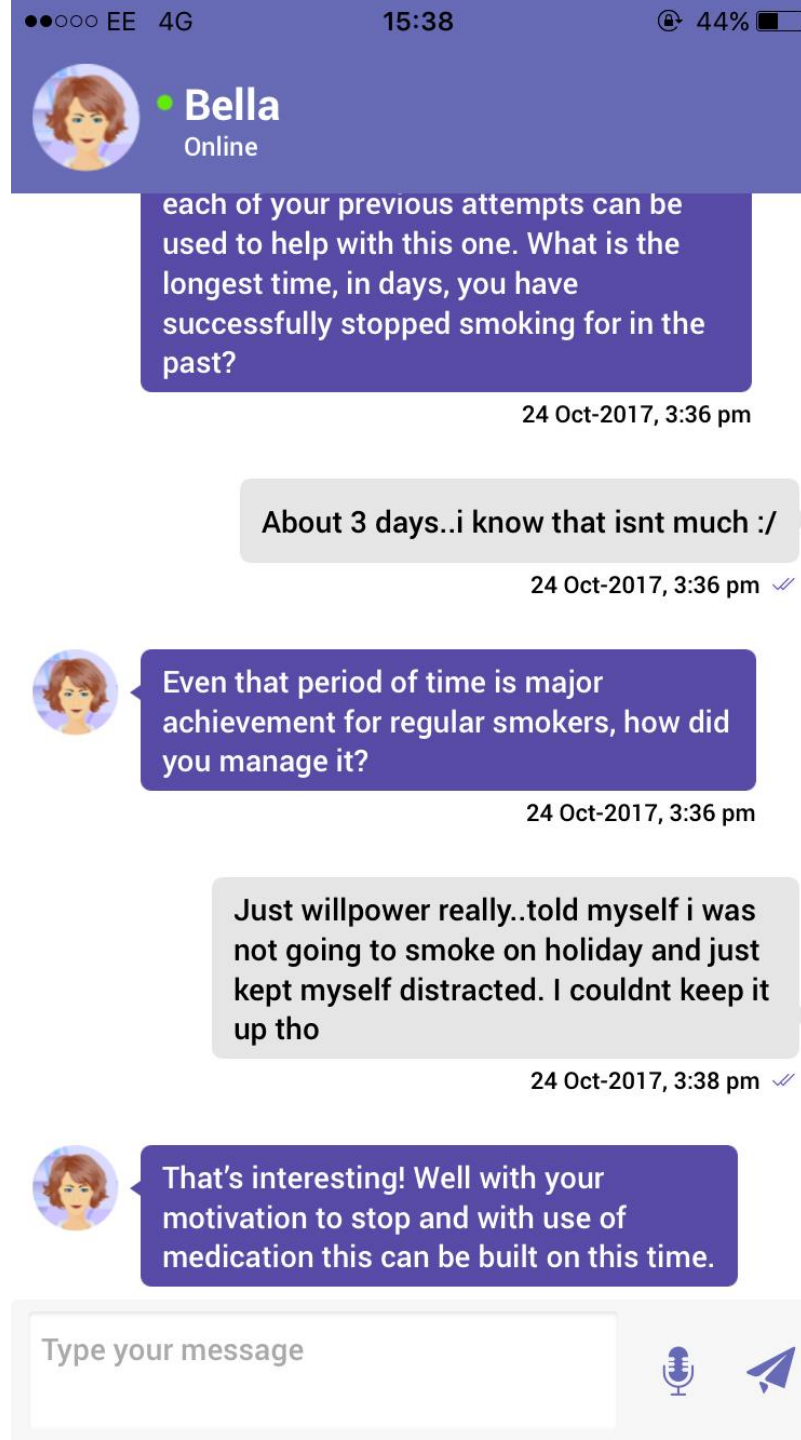 EE 4G 15:38 44%
Bella
Online
each of your previous attempts can be
used to help with this one. What is the
longest time, in days, you have
successfully stopped smoking for in the
past?
24 Oct-2017, 3:36 pm
About 3 days..i know that isnt much :/
24 Oct-2017, 3:36 pm
Even that period of time is major
achievement for regular smokers, how did
you manage it?
24 Oct-2017, 3:36 pm
Just willpower really..told myself i was
not going to smoke on holiday and just
kept myself distracted. I couldnt keep it
up tho
24 Oct-2017, 3:38 pm
That’s interesting! Well with your
motivation to stop and with use of
medication this can be built on this time.
Type your message